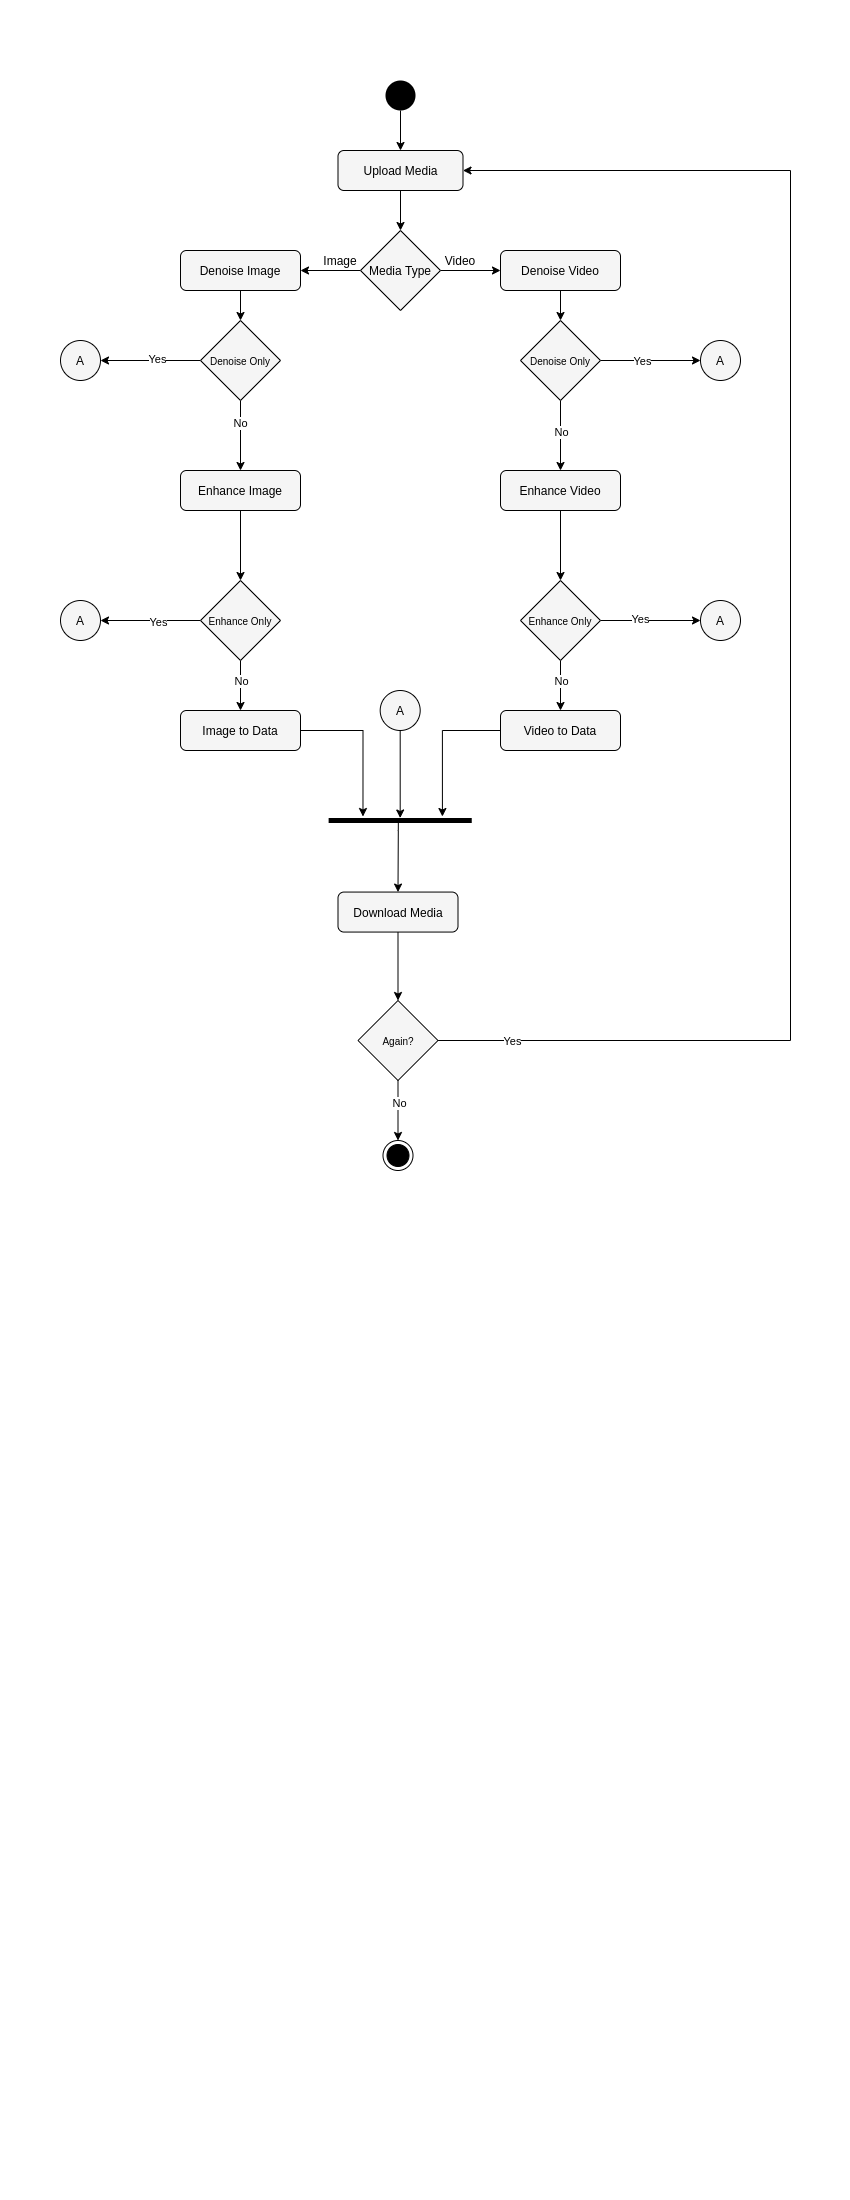 Upload Media
Image
Video
Denoise Image
Media Type
Denoise Video
A
Yes
Denoise Only
Denoise Only
Yes
A
No
No
Enhance Image
Enhance Video
A
Yes
Enhance Only
Enhance Only
Yes
A
No
No
A
Image to Data
Video to Data
Download Media
Again?
Yes
No